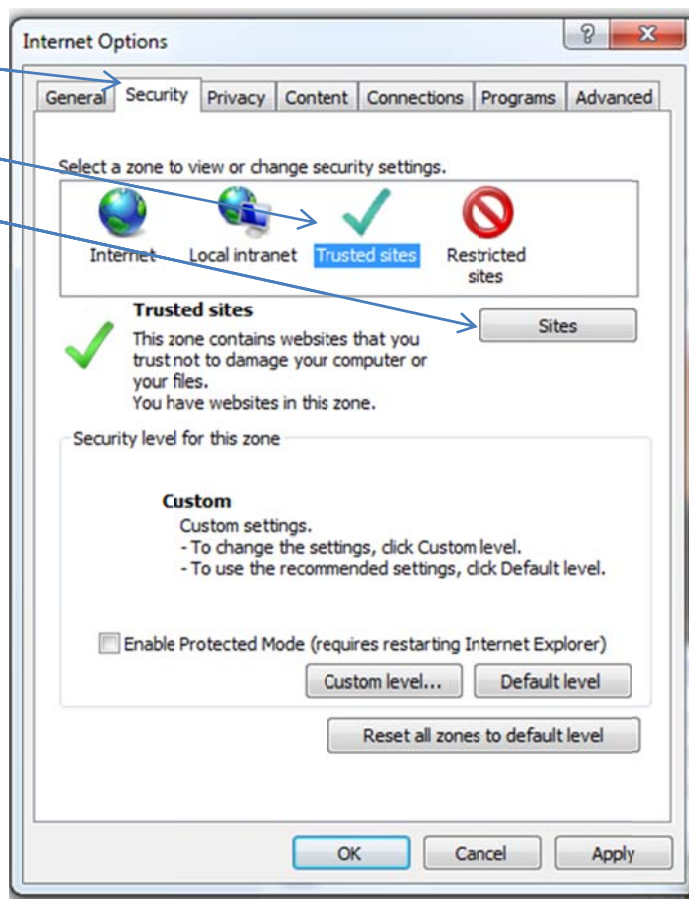 Internet Options
General Security Privacy Content Connections Programs Advanced
Select a zone to view or change security settings.
Internet Local intranet Trusted sites Restricted sites
Trusted sites
Sites
This zone contains websites that you
trust not to damage your computer or
your files.
You have websites in this zone.
Security level for this zone
Custom
Custom settings.
- To change the settings, click Custom level.
- To use the recommended settings, click Default level.
Enable Protected Mode (requires restarting Internet Explorer)
Custom level... Default level
Reset all zones to default level
OK Cancel Apply